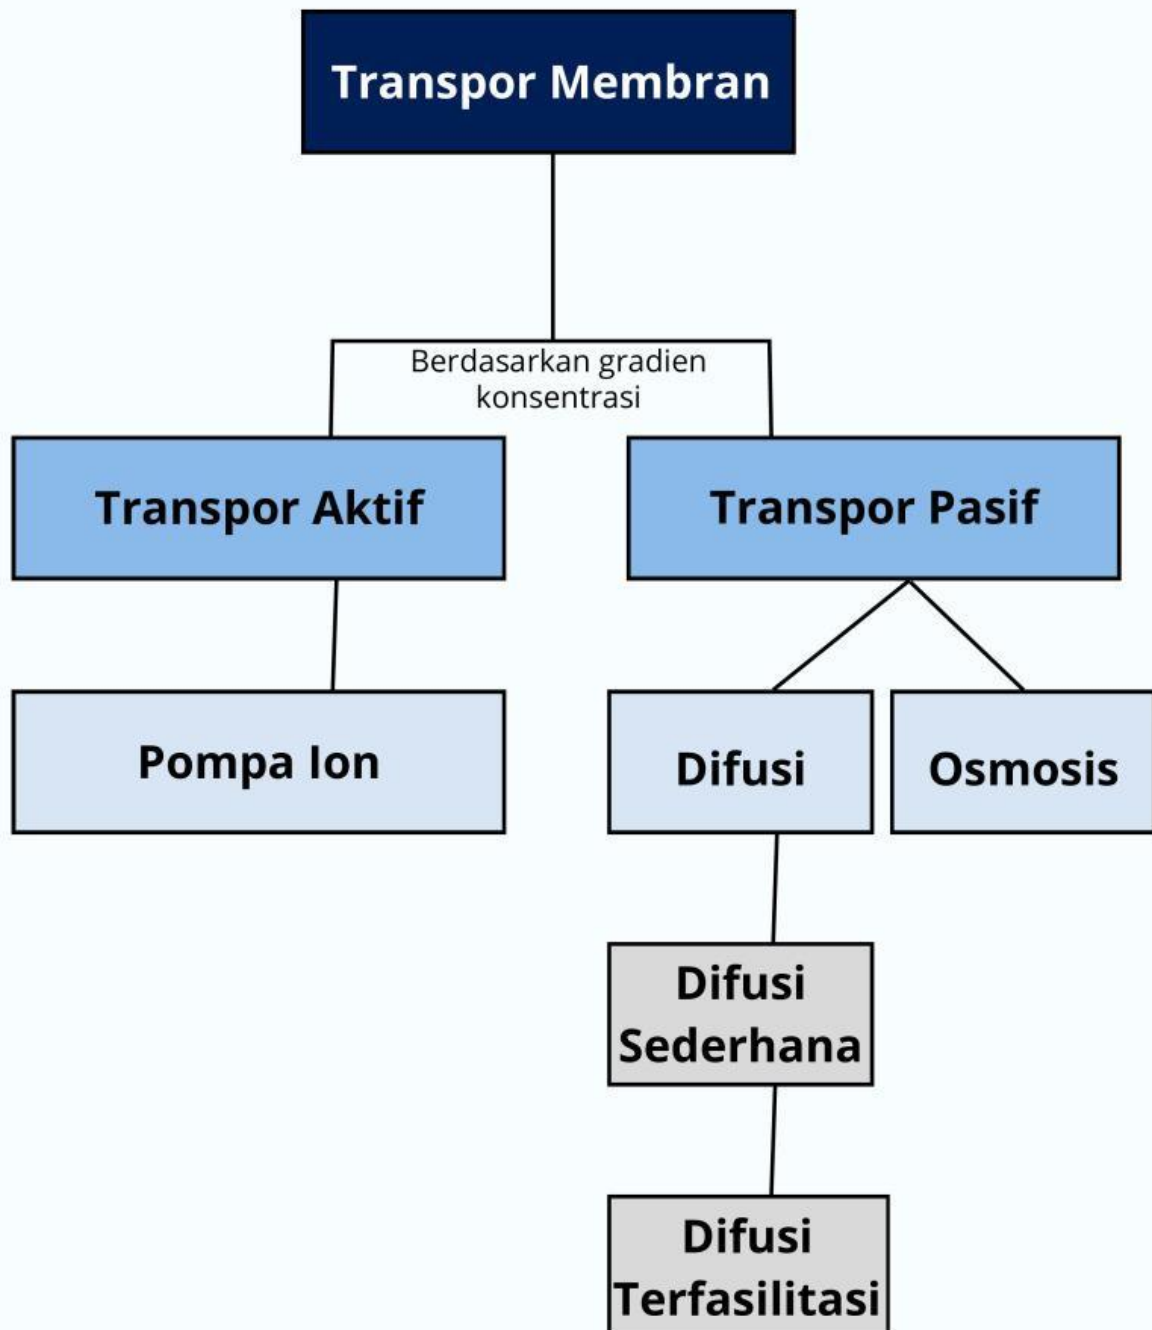 Transpor Membran
Berdasarkan gradien
konsentrasi
Transpor Aktif
Transpor Pasif
Pompa Ion
Difusi
Osmosis
Difusi
Sederhana
Difusi
Terfasilitasi